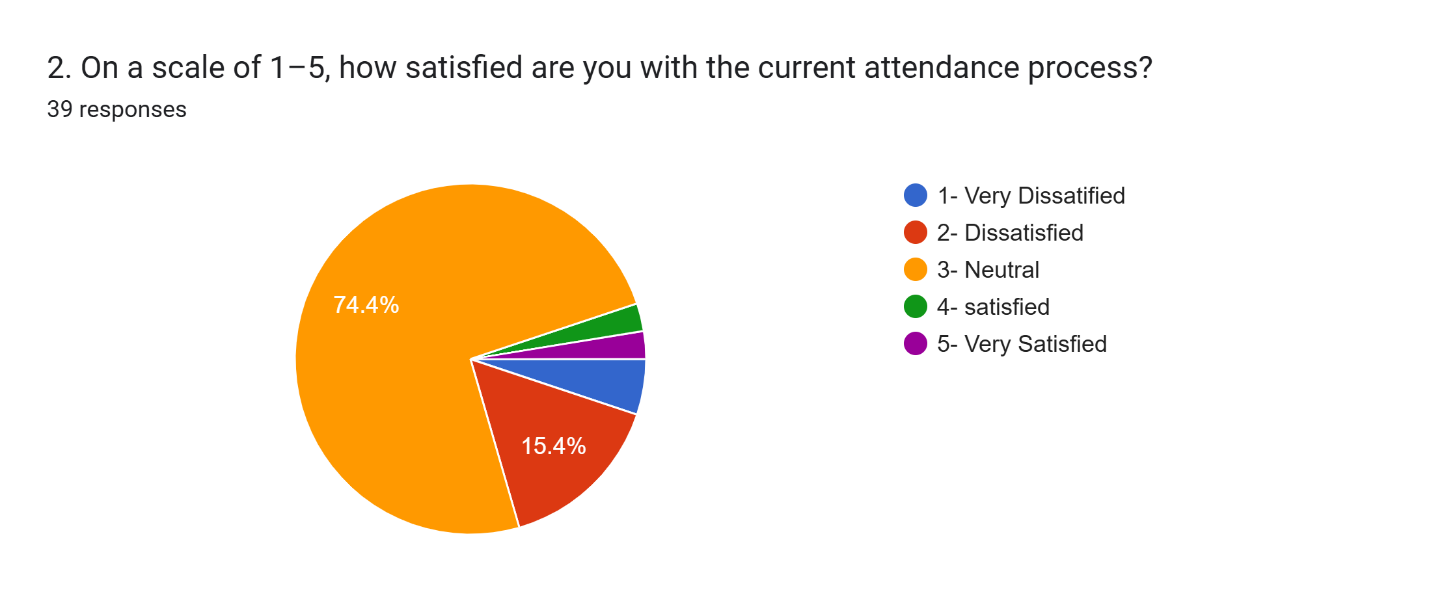 2. On a scale of 1–5, how satisfied are you with the current attendance process?
39 responses
74.4%
15.4%
1- Very Dissatified
2- Dissatisfied
3- Neutral
4- satisfied
5- Very Satisfied